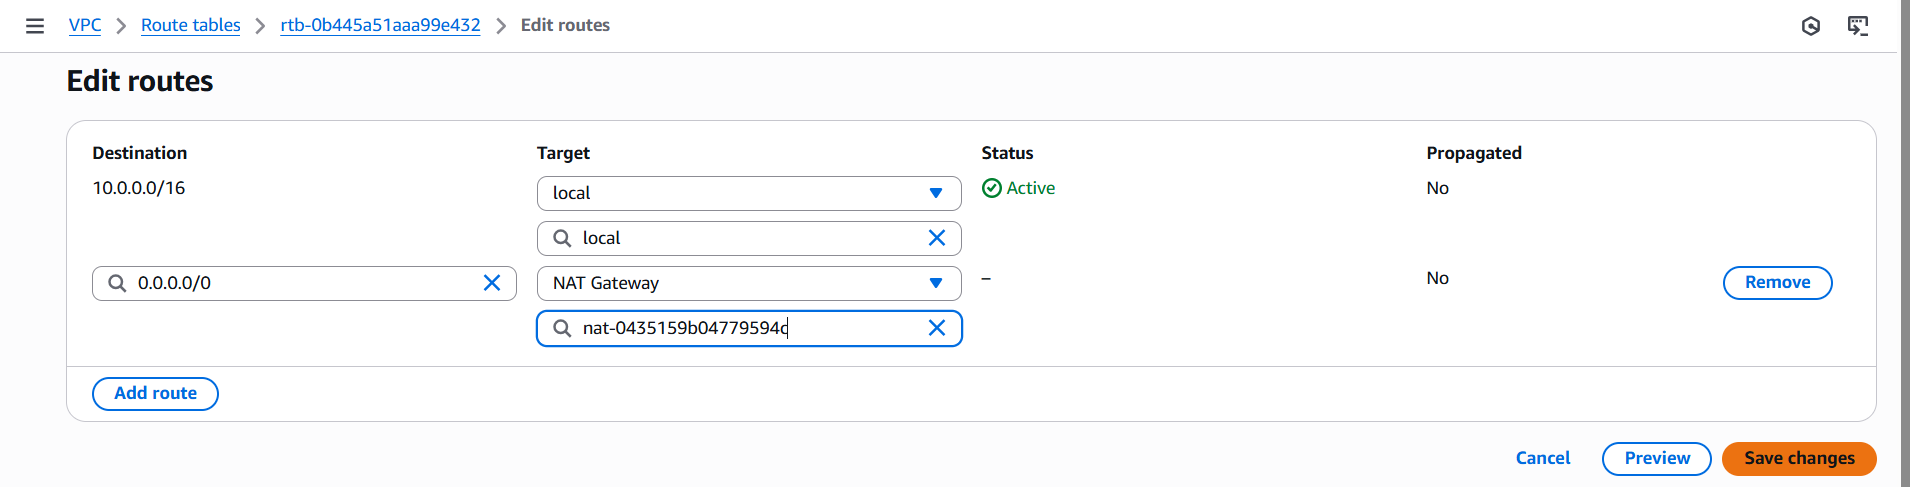 VPC > Route tables > rtb-0b445a51aaa99e432 > Edit routes
Edit routes
Destination Target Status Propagated
10.0.0.0/16 local Active No
local
0.0.0.0/0 NAT Gateway – No Remove
nat-0435159b04779594c
Add route
Cancel Preview Save changes